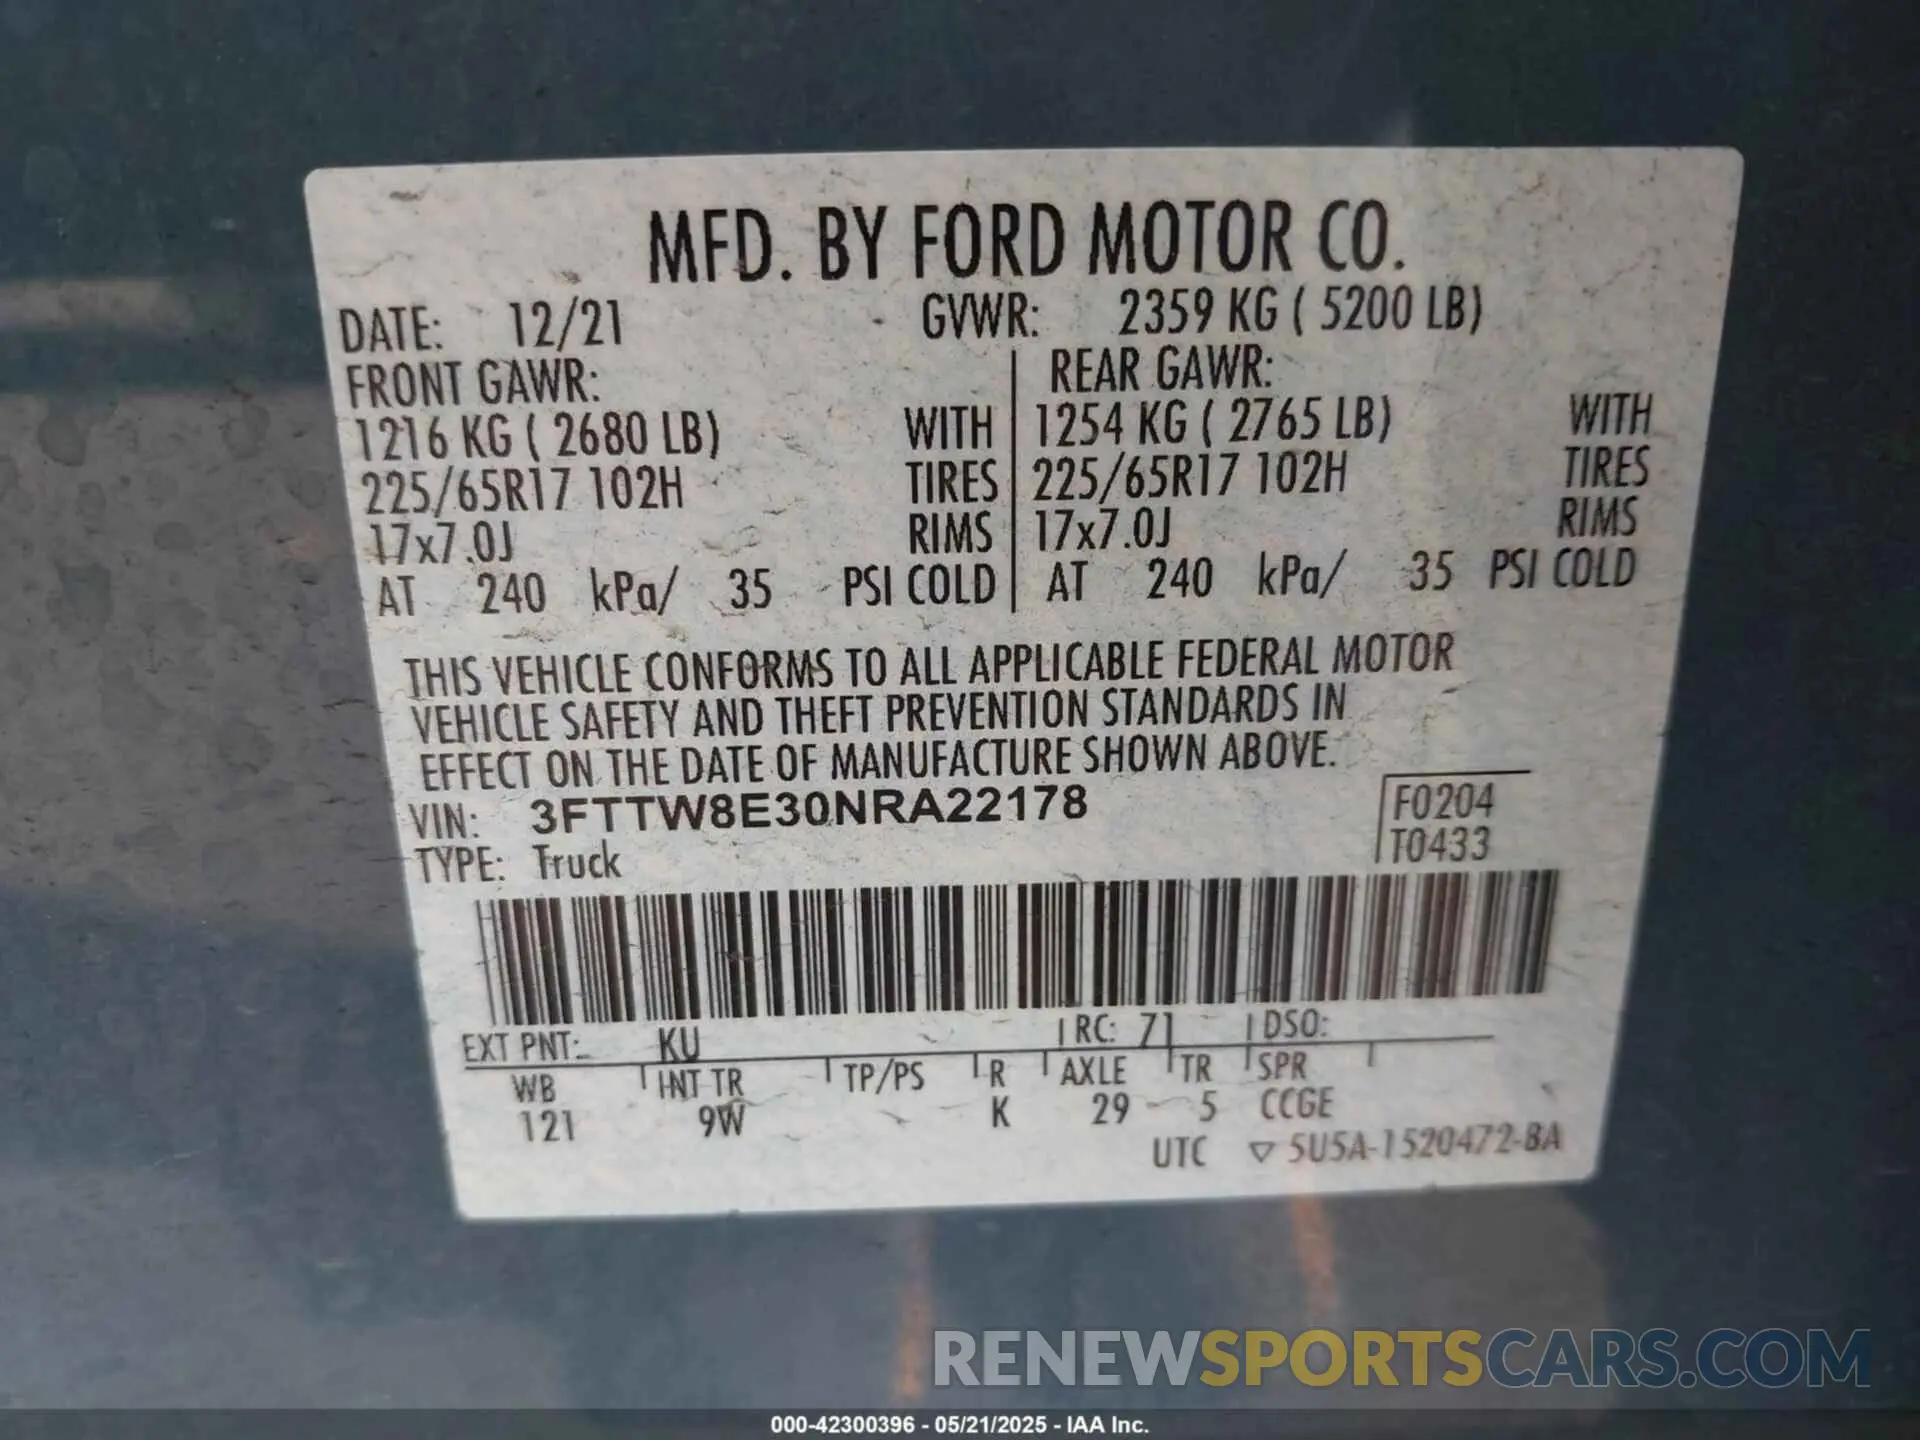 MFD. BY FORD MOTOR CO.
DATE: 12/21 GVWR: 2359 KG ( 5200 LB)
FRONT GAWR: REAR GAWR:
1216 KG ( 2680 LB) WITH 1254 KG ( 2765 LB) WITH
225/65R17 102H TIRES 225/65R17 102H TIRES
17x7.0J RIMS 17x7.0J RIMS
AT 240 kPa/ 35 PSI COLD AT 240 kPa/ 35 PSI COLD
THIS VEHICLE CONFORMS TO ALL APPLICABLE FEDERAL MOTOR
VEHICLE SAFETY AND THEFT PREVENTION STANDARDS IN
EFFECT ON THE DATE OF MANUFACTURE SHOWN ABOVE.
VIN: 3FTTW8E30NRA22178 F0204
TYPE: Truck T0433
EXT PNT: KU RC: 71 DSO:
WB INT TR TP/PS R AXLE TR SPR
121 9W K 29 5 CCGE
UTC ▽ 5U5A-1520472-BA
RENEWSPORTSCARS.COM
000-42300396 - 05/21/2025 - IAA Inc.